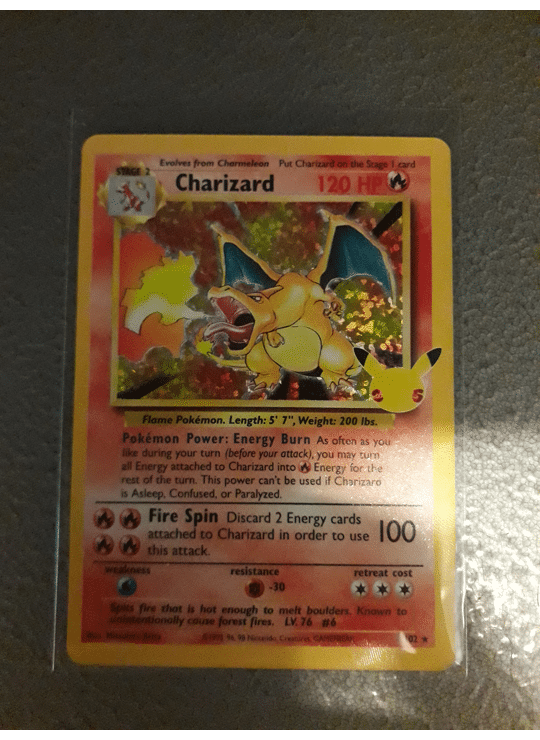 Evolves from Charmeleon Put Charizard on the Stage 1 card
STAGE 2
Charizard 120 HP
Flame Pokémon. Length: 5' 7", Weight: 200 lbs.
Pokémon Power: Energy Burn As often as you
like during your turn (before your attack), you may turn
all Energy attached to Charizard into Energy for the
rest of the turn. This power can't be used if Charizard
is Asleep, Confused, or Paralyzed.
Fire Spin Discard 2 Energy cards
attached to Charizard in order to use 100
this attack.
weakness resistance retreat cost
-30
Spits fire that is hot enough to melt boulders. Known to
unintentionally cause forest fires. LV. 76 #6
Nintendo, Creatures, GAMEFREAK. 02 ★